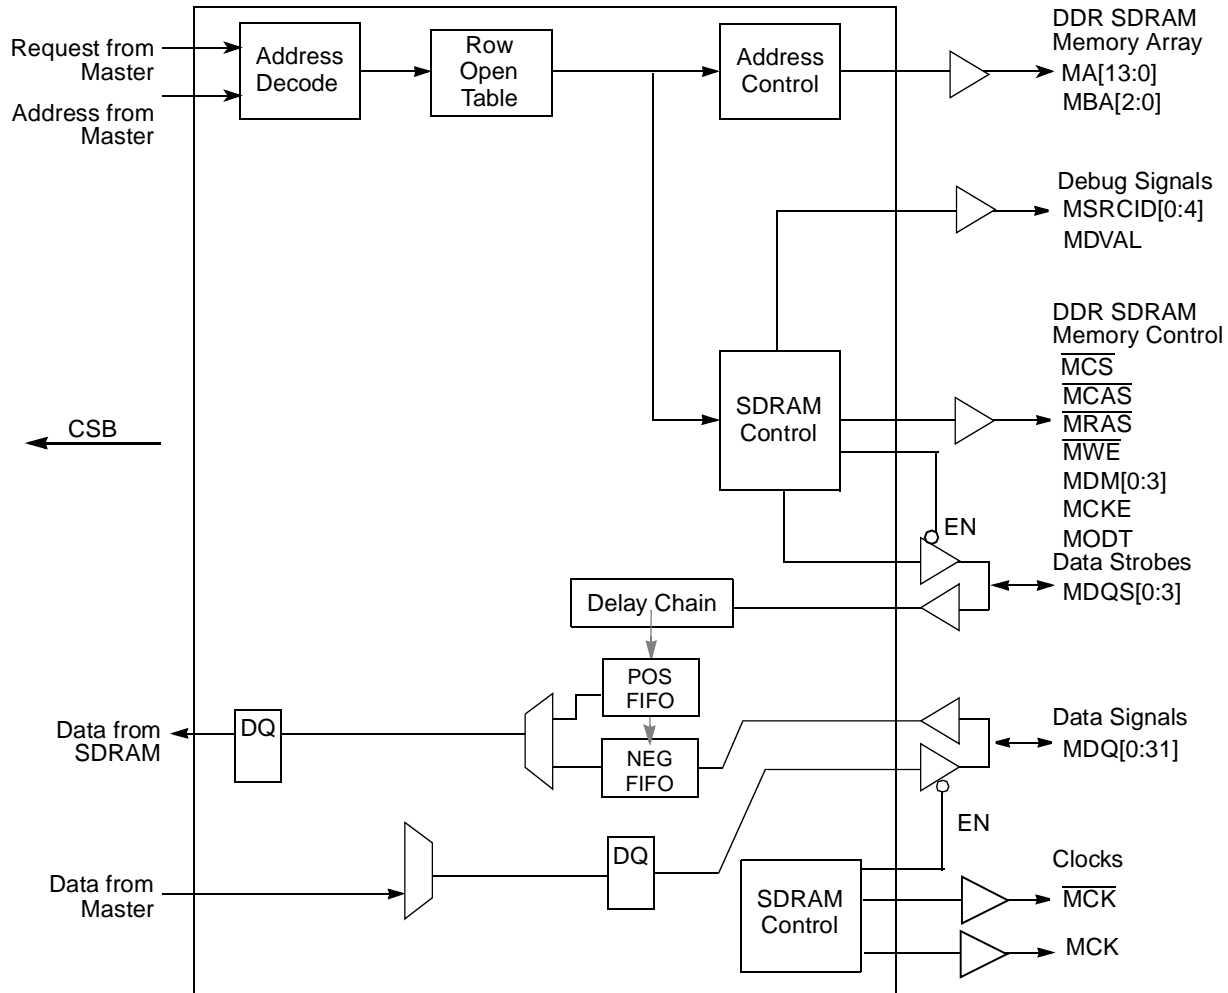 Request from
Master
Address from
Master
Address
Decode
Row
Open
Table
Address
Control
DDR SDRAM
Memory Array
MA[13:0]
MBA[2:0]
Debug Signals
MSRCID[0:4]
MDVAL
DDR SDRAM
Memory Control
MCS
MCAS
MRAS
MWE
MDM[0:3]
MCKE
MODT
SDRAM
Control
CSB
EN
Data Strobes
MDQS[0:3]
Delay Chain
POS
FIFO
NEG
FIFO
DQ
Data from
SDRAM
Data Signals
MDQ[0:31]
EN
DQ
Data from
Master
SDRAM
Control
Clocks
MCK
MCK